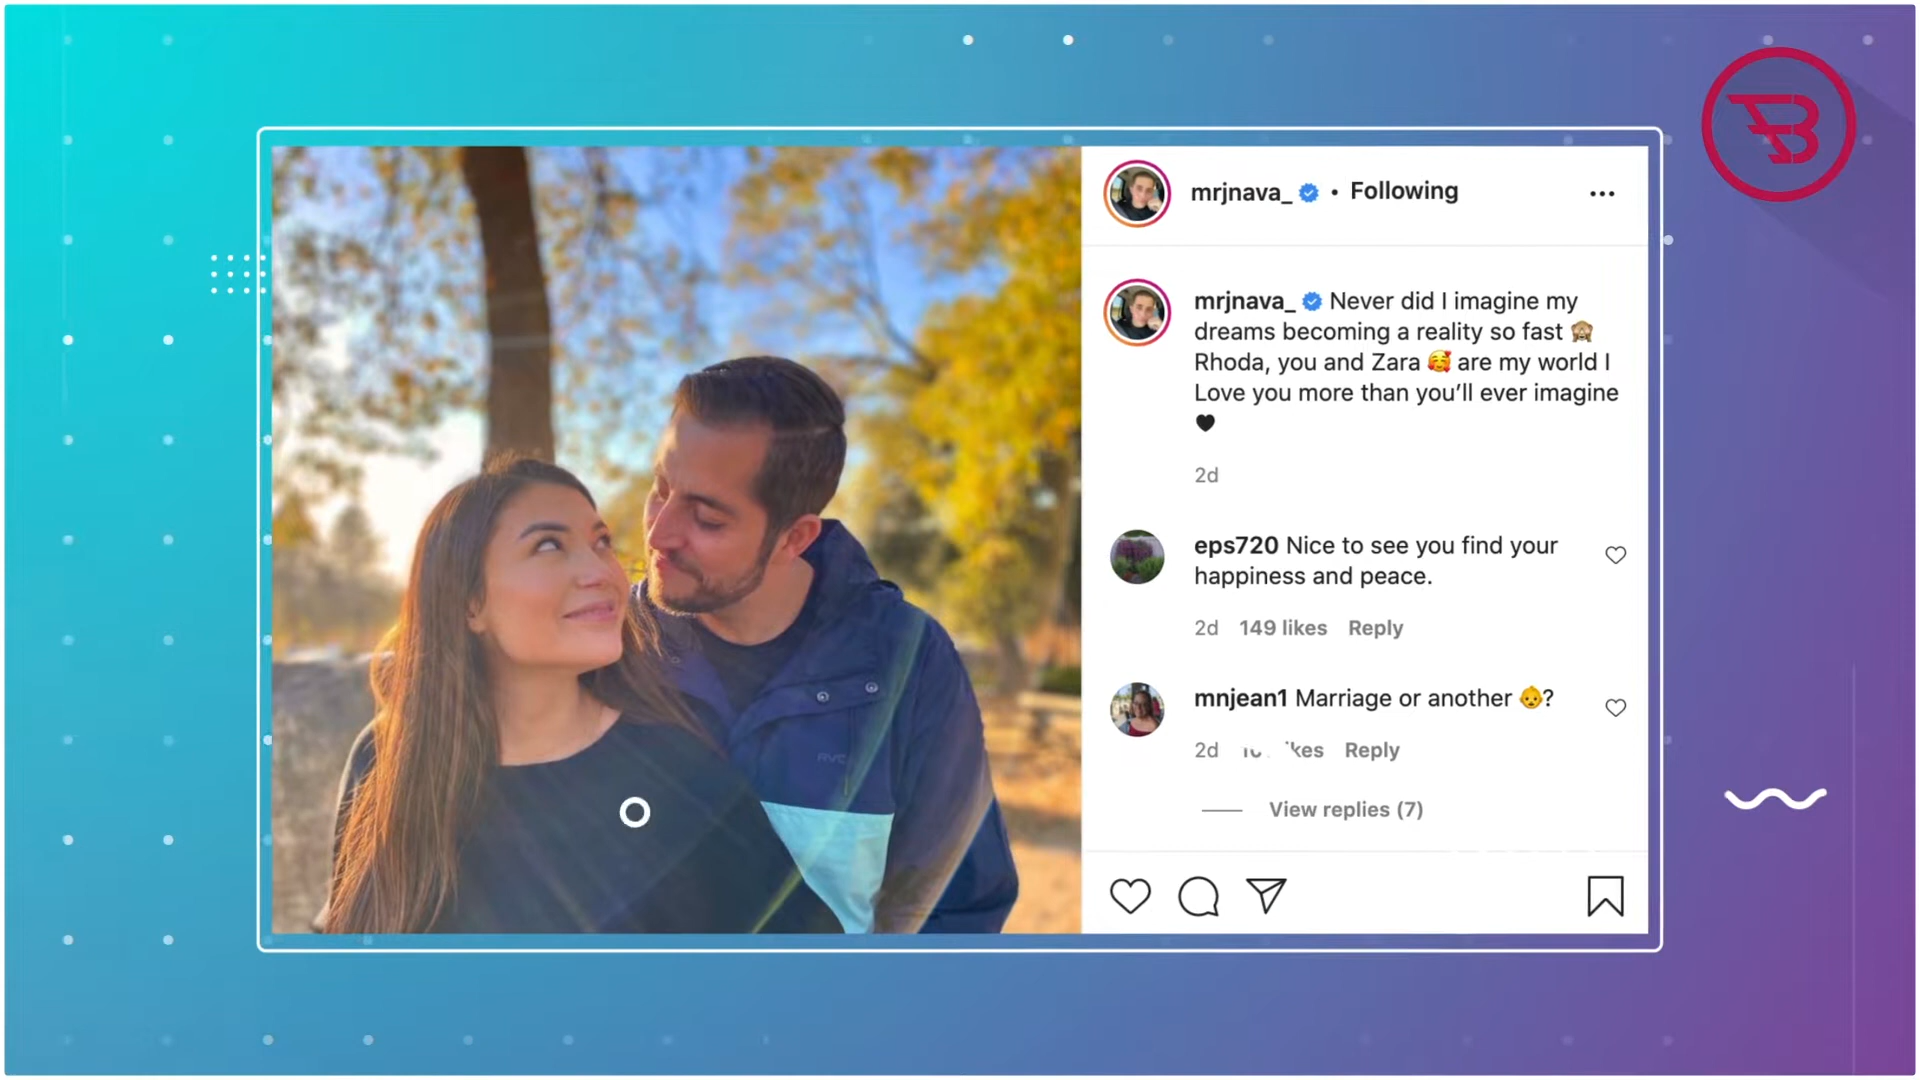 mrjnava_ • Following
mrjnava_ Never did I imagine my
dreams becoming a reality so fast 🙈
Rhoda, you and Zara 🥰 are my world I
Love you more than you'll ever imagine
🖤
2d
eps720 Nice to see you find your
happiness and peace.
2d 149 likes Reply
mnjean1 Marriage or another 👶?
2d Reply
View replies (7)
RVCA